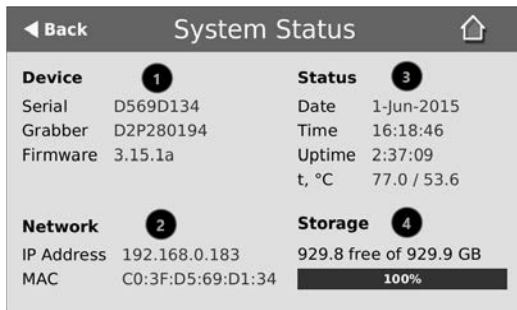 Back
System Status
Device 1
Serial D569D134
Grabber D2P280194
Firmware 3.15.1a
Status 3
Date 1-Jun-2015
Time 16:18:46
Uptime 2:37:09
t, °C 77.0 / 53.6
Network 2
IP Address 192.168.0.183
MAC C0:3F:D5:69:D1:34
Storage 4
929.8 free of 929.9 GB
100%